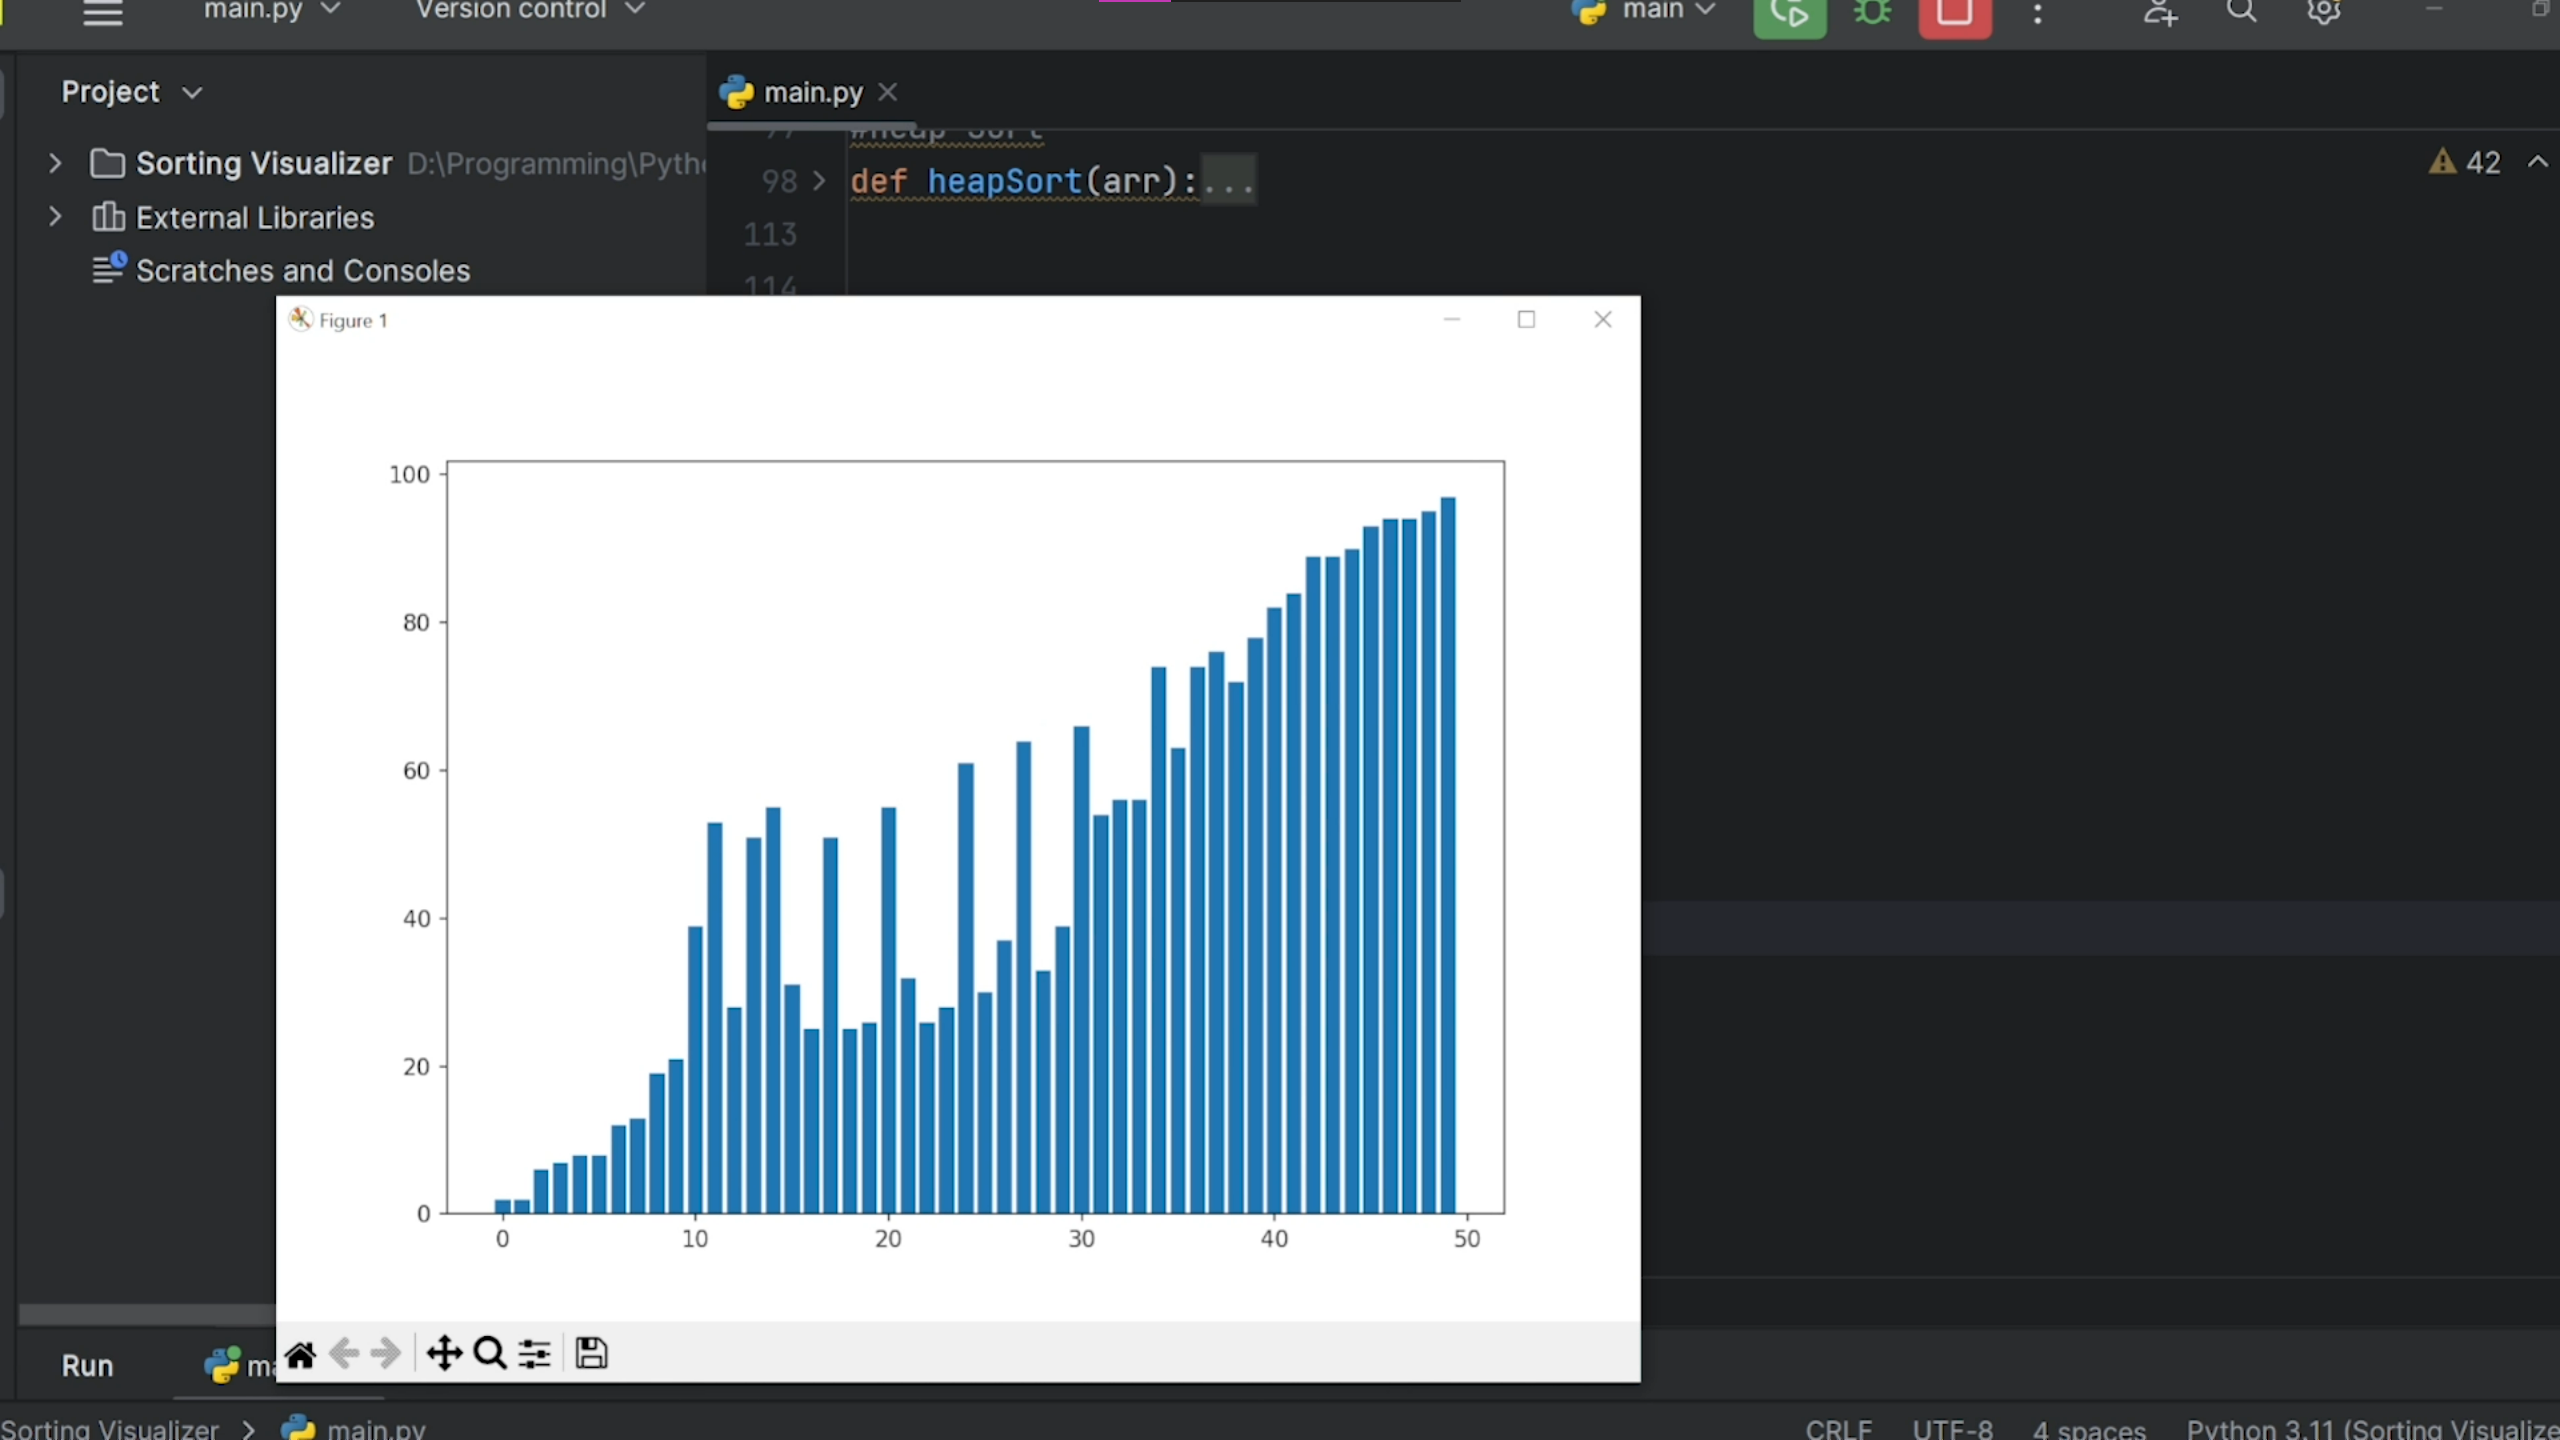 main.py
Version control
main
Project
main.py
Sorting Visualizer D:\Programming\Pyth
External Libraries
Scratches and Consoles
#Heap Sort
98 def heapSort(arr):...
42
113
114
Figure 1
100
80
60
40
20
0
0 10 20 30 40 50
Run
ma
Sorting Visualizer > main.py
CRLF UTF-8 4 spaces Python 3.11 (Sorting Visualize